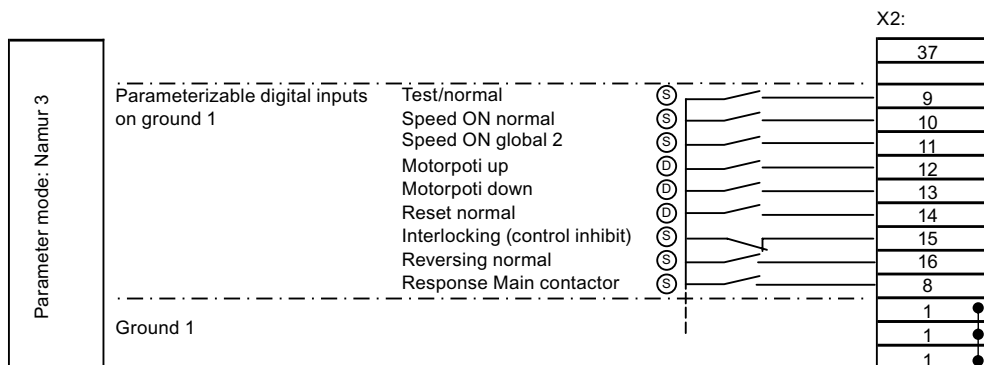 X2:
37
Parameter mode: Namur 3
Parameterizable digital inputs
on ground 1
Test/normal S 9
Speed ON normal S 10
Speed ON global 2 S 11
Motorpoti up D 12
Motorpoti down D 13
Reset normal D 14
Interlocking (control inhibit) S 15
Reversing normal S 16
Response Main contactor S 8
Ground 1
1
1
1